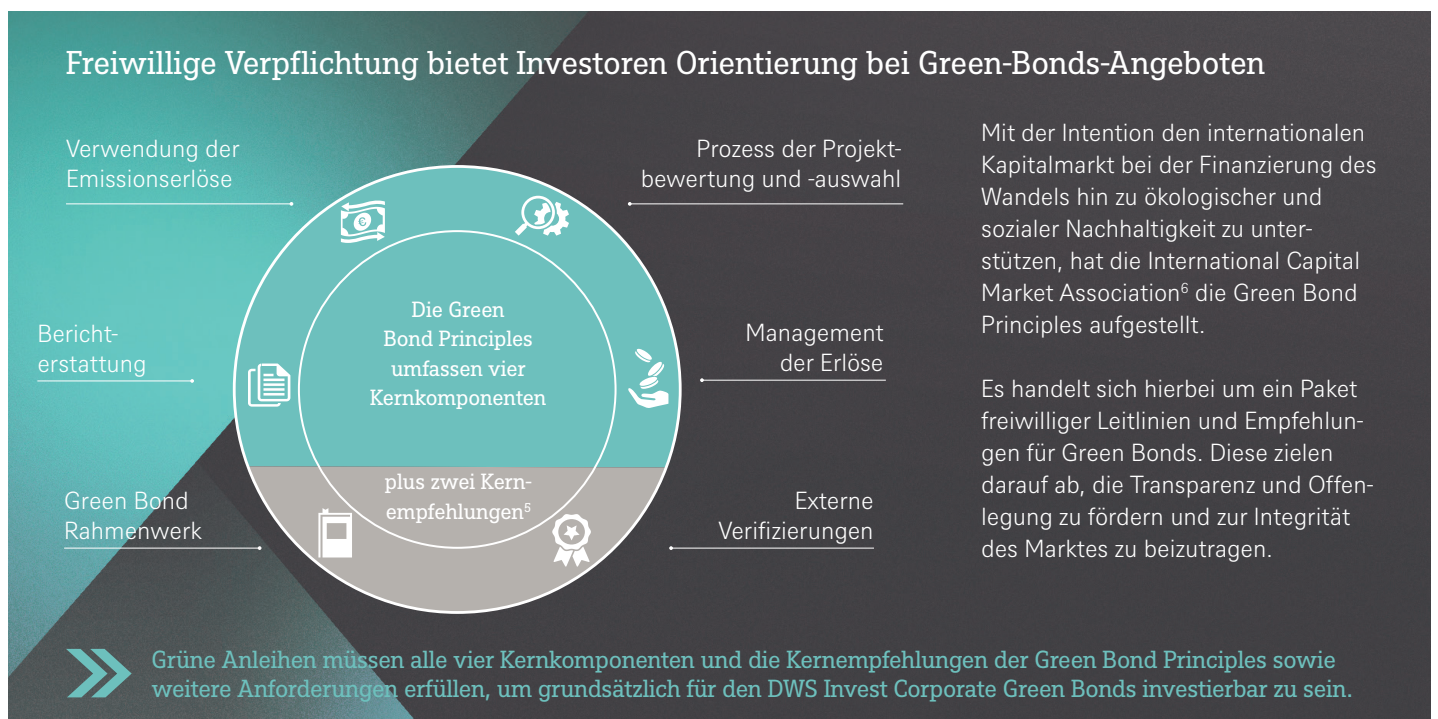 Freiwillige Verpflichtung bietet Investoren Orientierung bei Green-Bonds-Angeboten
Verwendung der
Emissionserlöse
Prozess der Projekt-
bewertung und -auswahl
Bericht-
erstattung
Die Green
Bond Principles
umfassen vier
Kernkomponenten
Management
der Erlöse
Green Bond
Rahmenwerk
plus zwei Kern-
empfehlungen⁵
Externe
Verifizierungen
Mit der Intention den internationalen
Kapitalmarkt bei der Finanzierung des
Wandels hin zu ökologischer und
sozialer Nachhaltigkeit zu unter-
stützen, hat die International Capital
Market Association⁶ die Green Bond
Principles aufgestellt.
Es handelt sich hierbei um ein Paket
freiwilliger Leitlinien und Empfehlun-
gen für Green Bonds. Diese zielen
darauf ab, die Transparenz und Offen-
legung zu fördern und zur Integrität
des Marktes zu beizutragen.
Grüne Anleihen müssen alle vier Kernkomponenten und die Kernempfehlungen der Green Bond Principles sowie
weitere Anforderungen erfüllen, um grundsätzlich für den DWS Invest Corporate Green Bonds investierbar zu sein.